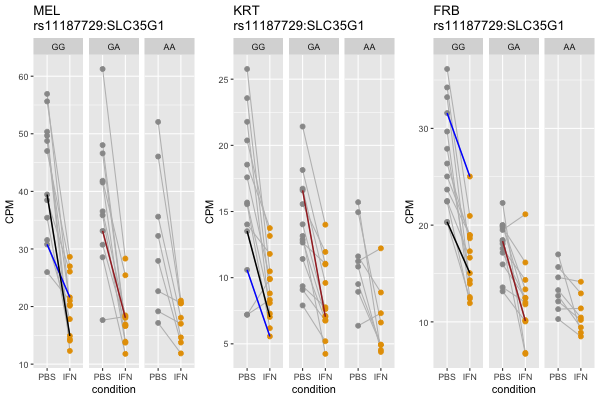 MEL
rs11187729:SLC35G1
GG GA AA
60
50
40
30
20
10
CPM
PBS IFN PBS IFN PBS IFN
condition
KRT
rs11187729:SLC35G1
GG GA AA
25
20
15
10
5
CPM
PBS IFN PBS IFN PBS IFN
condition
FRB
rs11187729:SLC35G1
GG GA AA
30
20
10
CPM
PBS IFN PBS IFN PBS IFN
condition